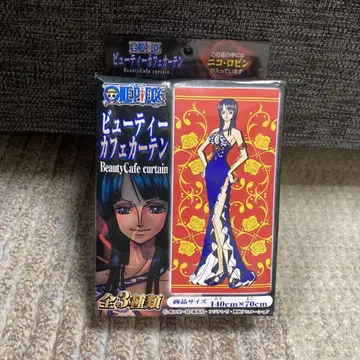 ONE PIECE
ビューティーカフェカーテン
BeautyCafe curtain
この箱の中には
ニコ・ロビン
が入っています
ONE PIECE
ビューティー
カフェカーテン
BeautyCafe curtain
全3種類
商品サイズ 140cm×70cm